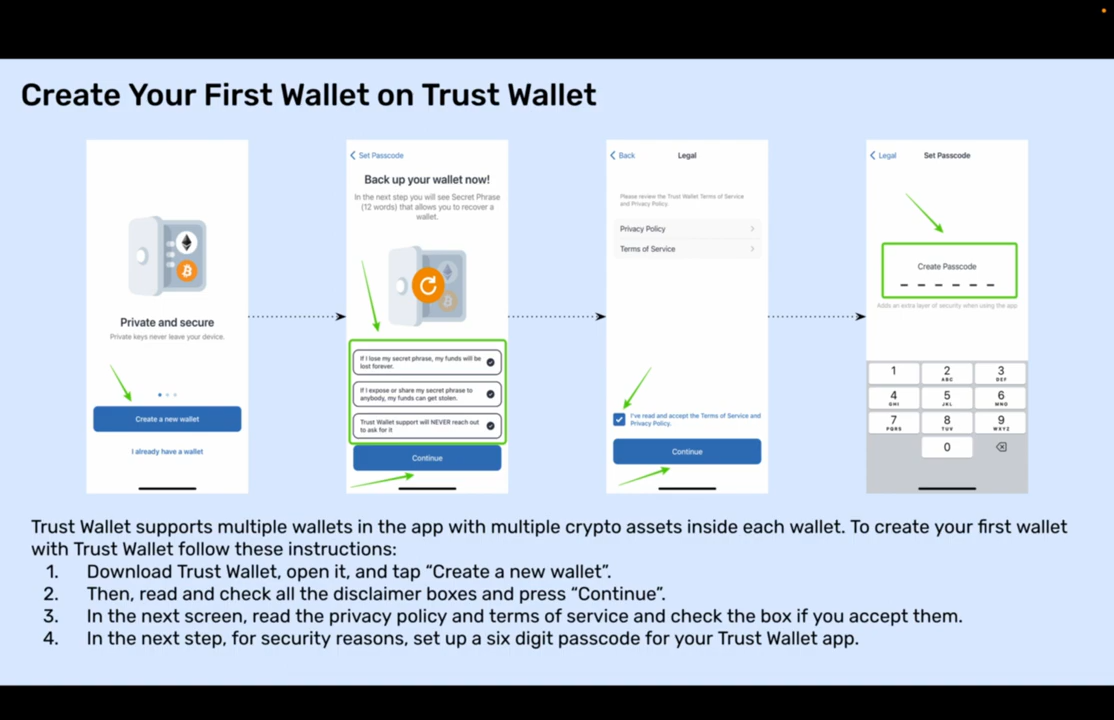 Create Your First Wallet on Trust Wallet
Private and secure
Private keys never leave your device.
Create a new wallet
I already have a wallet
Set Passcode
Back up your wallet now!
In the next step you will see Secret Phrase
(12 words) that allows you to recover a
wallet.
If I lose my secret phrase, my funds will be
lost forever.
If I expose or share my secret phrase to
anybody, my funds can get stolen.
Trust Wallet support will NEVER reach out
to ask for it
Continue
Back
Legal
Please review the Trust Wallet Terms of Service
and Privacy Policy.
Privacy Policy
Terms of Service
I've read and accept the Terms of Service and
Privacy Policy.
Continue
Legal
Set Passcode
Create Passcode
Adds an extra layer of security when using the app
1 2 3
ABC DEF
4 5 6
GHI JKL MNO
7 8 9
PQRS TUV WXYZ
0
Trust Wallet supports multiple wallets in the app with multiple crypto assets inside each wallet. To create your first wallet
with Trust Wallet follow these instructions:
1. Download Trust Wallet, open it, and tap “Create a new wallet”.
2. Then, read and check all the disclaimer boxes and press “Continue”.
3. In the next screen, read the privacy policy and terms of service and check the box if you accept them.
4. In the next step, for security reasons, set up a six digit passcode for your Trust Wallet app.